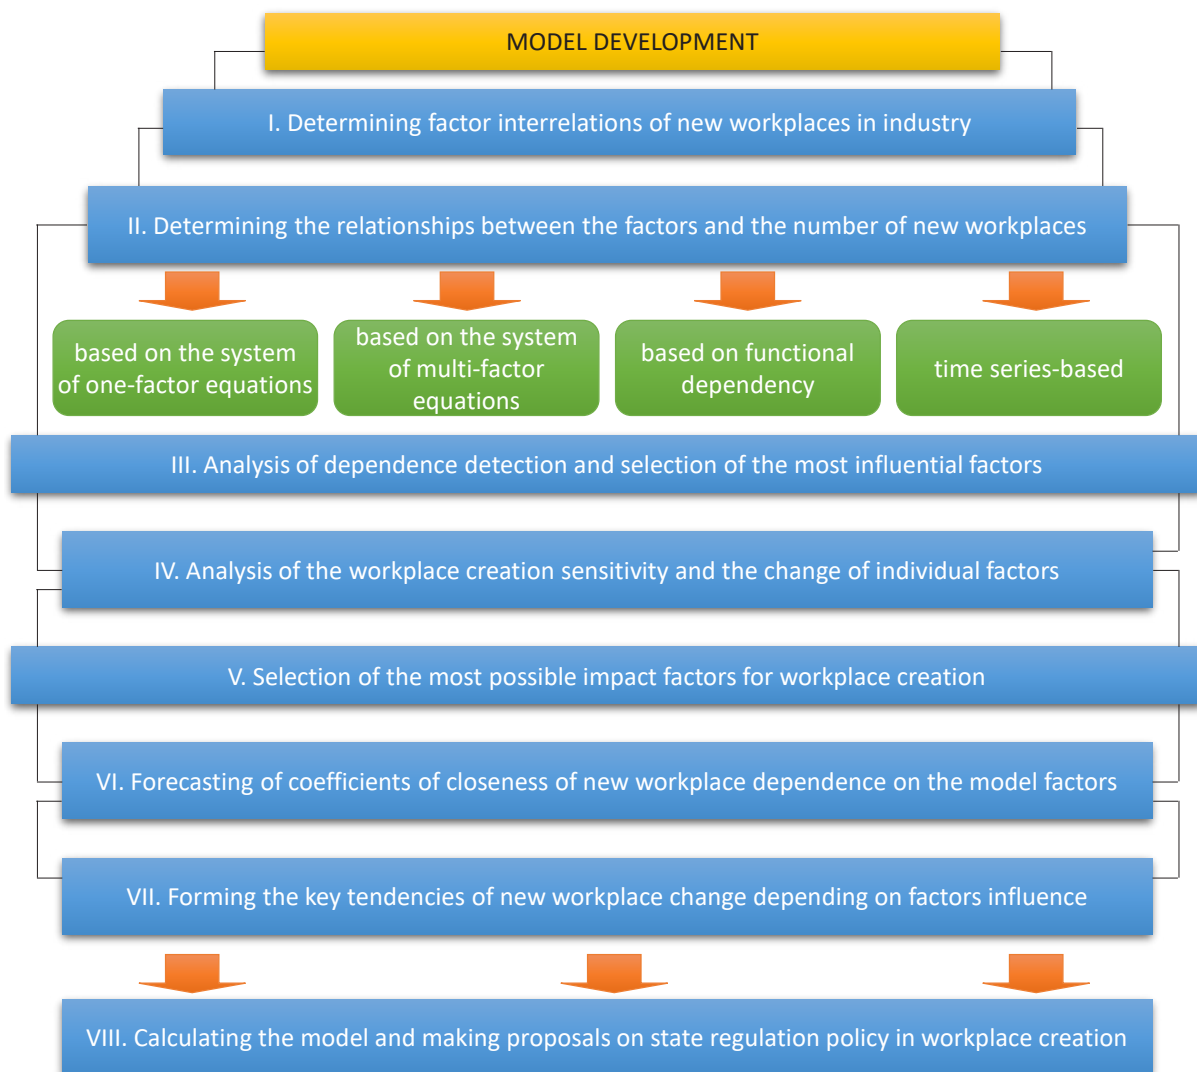 MODEL DEVELOPMENT
I. Determining factor interrelations of new workplaces in industry
II. Determining the relationships between the factors and the number of new workplaces
based on the system
of one-factor equations
based on the system
of multi-factor
equations
based on functional
dependency
time series-based
III. Analysis of dependence detection and selection of the most influential factors
IV. Analysis of the workplace creation sensitivity and the change of individual factors
V. Selection of the most possible impact factors for workplace creation
VI. Forecasting of coefficients of closeness of new workplace dependence on the model factors
VII. Forming the key tendencies of new workplace change depending on factors influence
VIII. Calculating the model and making proposals on state regulation policy in workplace creation